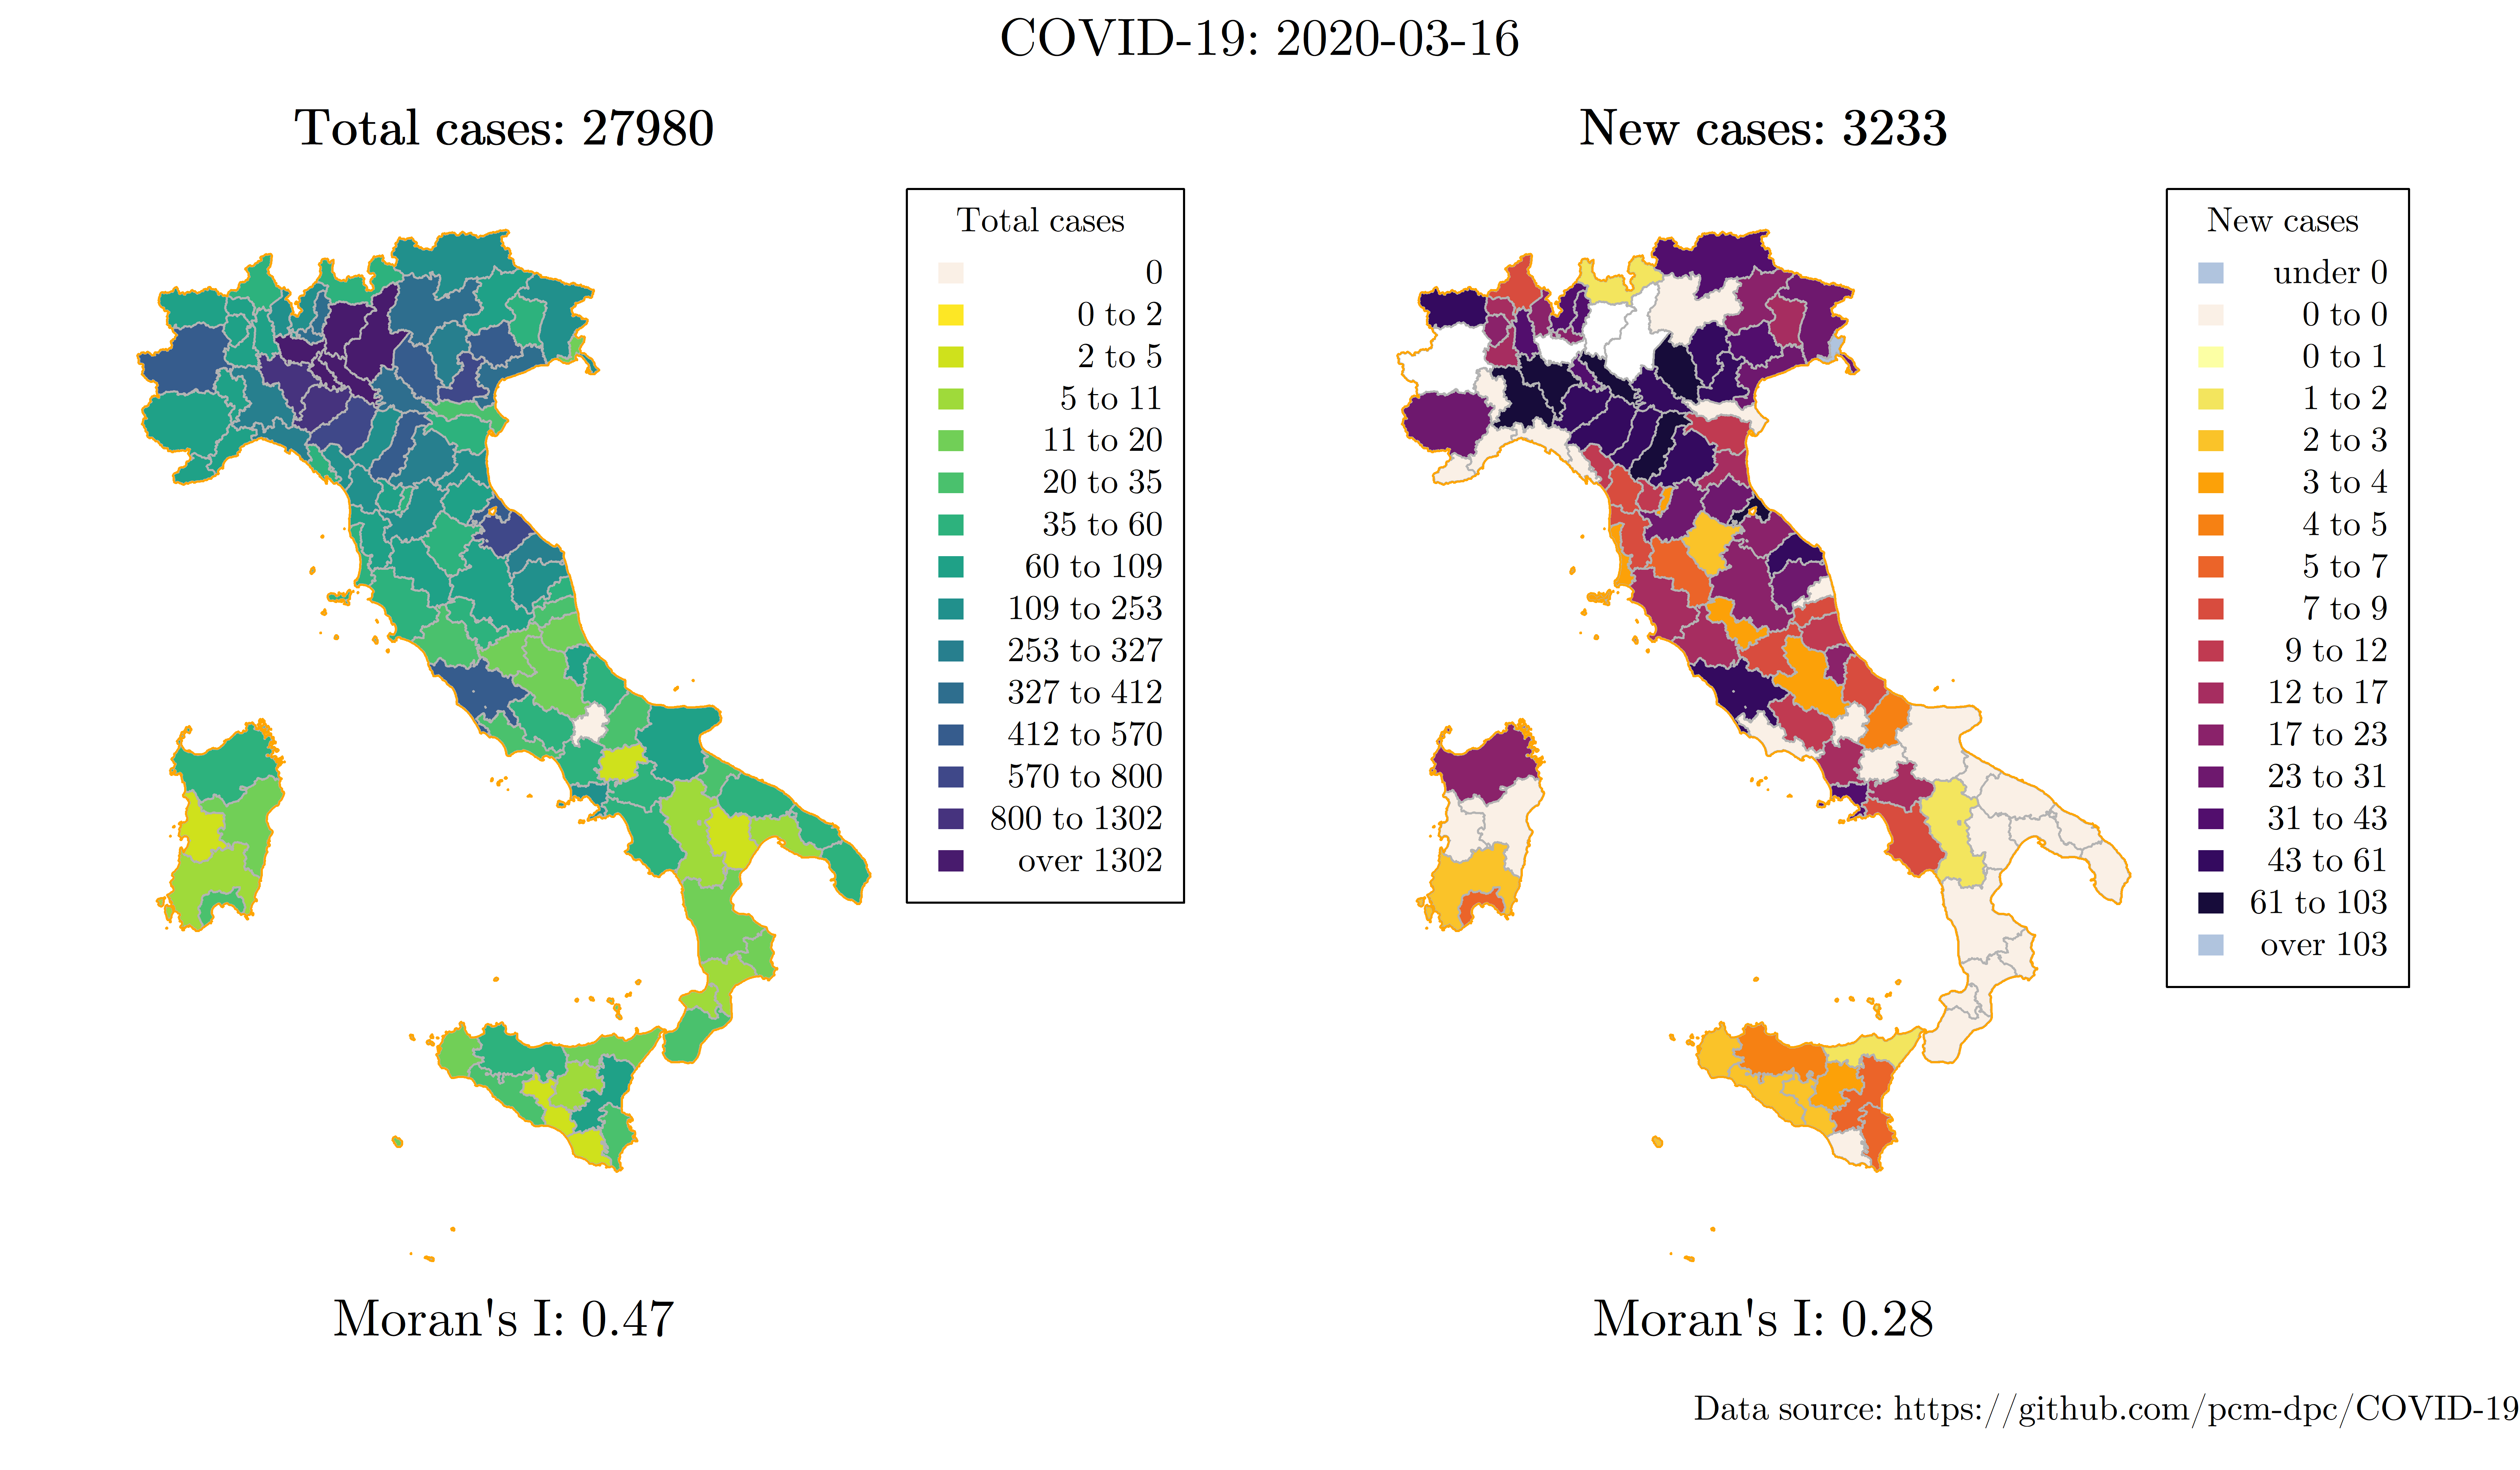 COVID-19: 2020-03-16
Total cases: 27980
Total cases
0
0 to 2
2 to 5
5 to 11
11 to 20
20 to 35
35 to 60
60 to 109
109 to 253
253 to 327
327 to 412
412 to 570
570 to 800
800 to 1302
over 1302
Moran's I: 0.47
New cases: 3233
New cases
under 0
0 to 0
0 to 1
1 to 2
2 to 3
3 to 4
4 to 5
5 to 7
7 to 9
9 to 12
12 to 17
17 to 23
23 to 31
31 to 43
43 to 61
61 to 103
over 103
Moran's I: 0.28
Data source: https://github.com/pcm-dpc/COVID-19